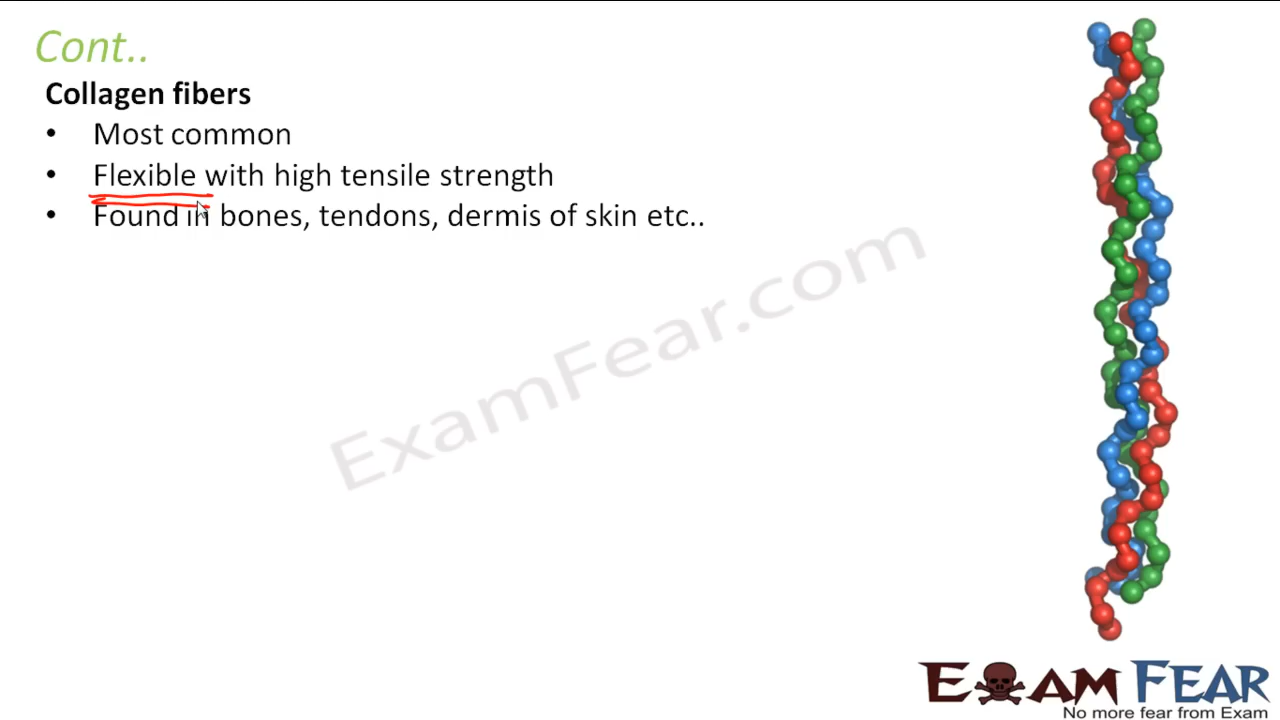 Cont..
Collagen fibers
• Most common
• Flexible with high tensile strength
• Found in bones, tendons, dermis of skin etc..
ExamFear.com
EXAM FEAR
No more fear from Exam